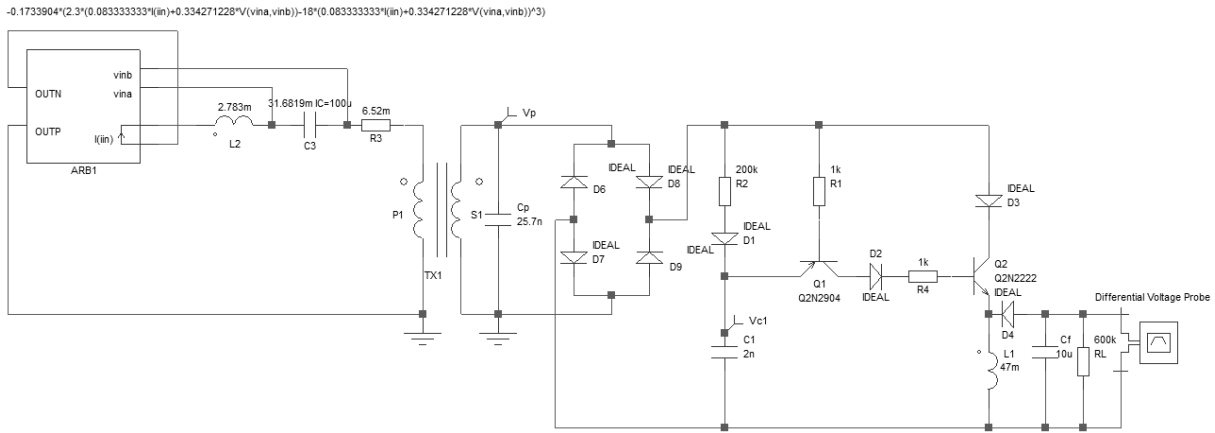 -0.1733904*(2.3*(0.083333333*I(iin)+0.334271228*V(vina,vinb))-18*(0.083333333*I(iin)+0.334271228*V(vina,vinb))^3)
vinb
OUTN
vina
OUTP
I(iin)
ARB1
2.783m
L2
31.6819m IC=100u
C3
6.52m
R3
P1
TX1
S1
Vp
Cp
25.7n
D6
IDEAL
D8
IDEAL
D7
D9
IDEAL
200k
R2
IDEAL
D1
1k
R1
Q1
Q2N2904
D2
IDEAL
1k
R4
IDEAL
D3
Q2
Q2N2222
IDEAL
D4
Vc1
C1
2n
L1
47m
Cf
10u
600k
RL
Differential Voltage Probe